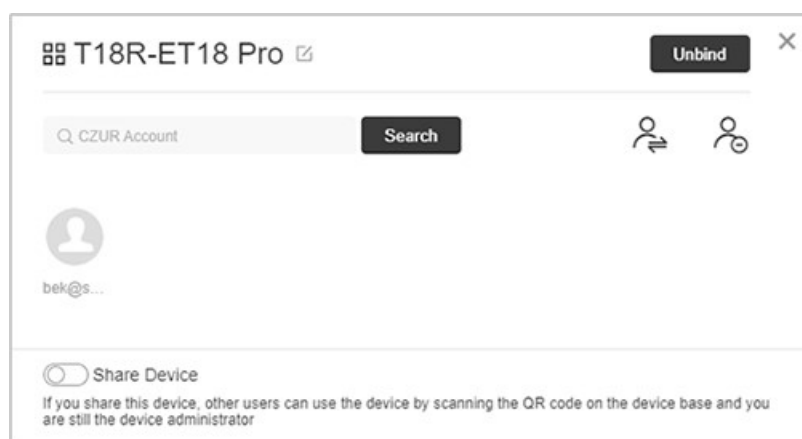 T18R-ET18 Pro
Unbind
CZUR Account
Search
bek@s...
Share Device
If you share this device, other users can use the device by scanning the QR code on the device base and you
are still the device administrator